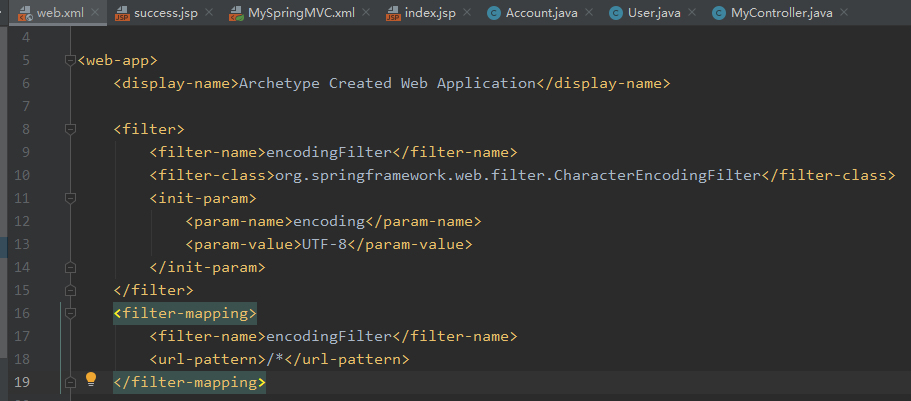 web.xml success.jsp MySpringMVC.xml index.jsp Account.java User.java MyController.java
4
5 <web-app>
6 <display-name>Archetype Created Web Application</display-name>
7
8 <filter>
9 <filter-name>encodingFilter</filter-name>
10 <filter-class>org.springframework.web.filter.CharacterEncodingFilter</filter-class>
11 <init-param>
12 <param-name>encoding</param-name>
13 <param-value>UTF-8</param-value>
14 </init-param>
15 </filter>
16 <filter-mapping>
17 <filter-name>encodingFilter</filter-name>
18 <url-pattern>/*</url-pattern>
19 </filter-mapping>